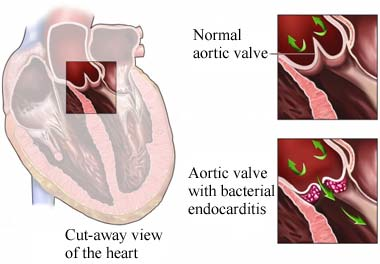 Normal
aortic valve
Aortic valve
with bacterial
endocarditis
Cut-away view
of the heart